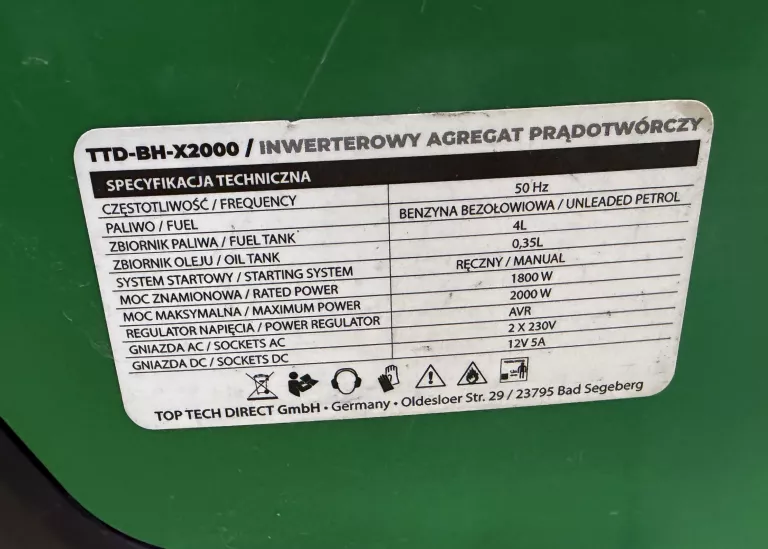 TTD-BH-X2000 / INWERTEROWY AGREGAT PRĄDOTWÓRCZY
SPECYFIKACJA TECHNICZNA
CZĘSTOTLIWOŚĆ / FREQUENCY 50 Hz
PALIWO / FUEL BENZYNA BEZOŁOWIOWA / UNLEADED PETROL
ZBIORNIK PALIWA / FUEL TANK 4L
ZBIORNIK OLEJU / OIL TANK 0,35L
SYSTEM STARTOWY / STARTING SYSTEM RĘCZNY / MANUAL
MOC ZNAMIONOWA / RATED POWER 1800 W
MOC MAKSYMALNA / MAXIMUM POWER 2000 W
REGULATOR NAPIĘCIA / POWER REGULATOR AVR
GNIAZDA AC / SOCKETS AC 2 X 230V
GNIAZDA DC / SOCKETS DC 12V 5A
TOP TECH DIRECT GmbH • Germany • Oldesloer Str. 29 / 23795 Bad Segeberg